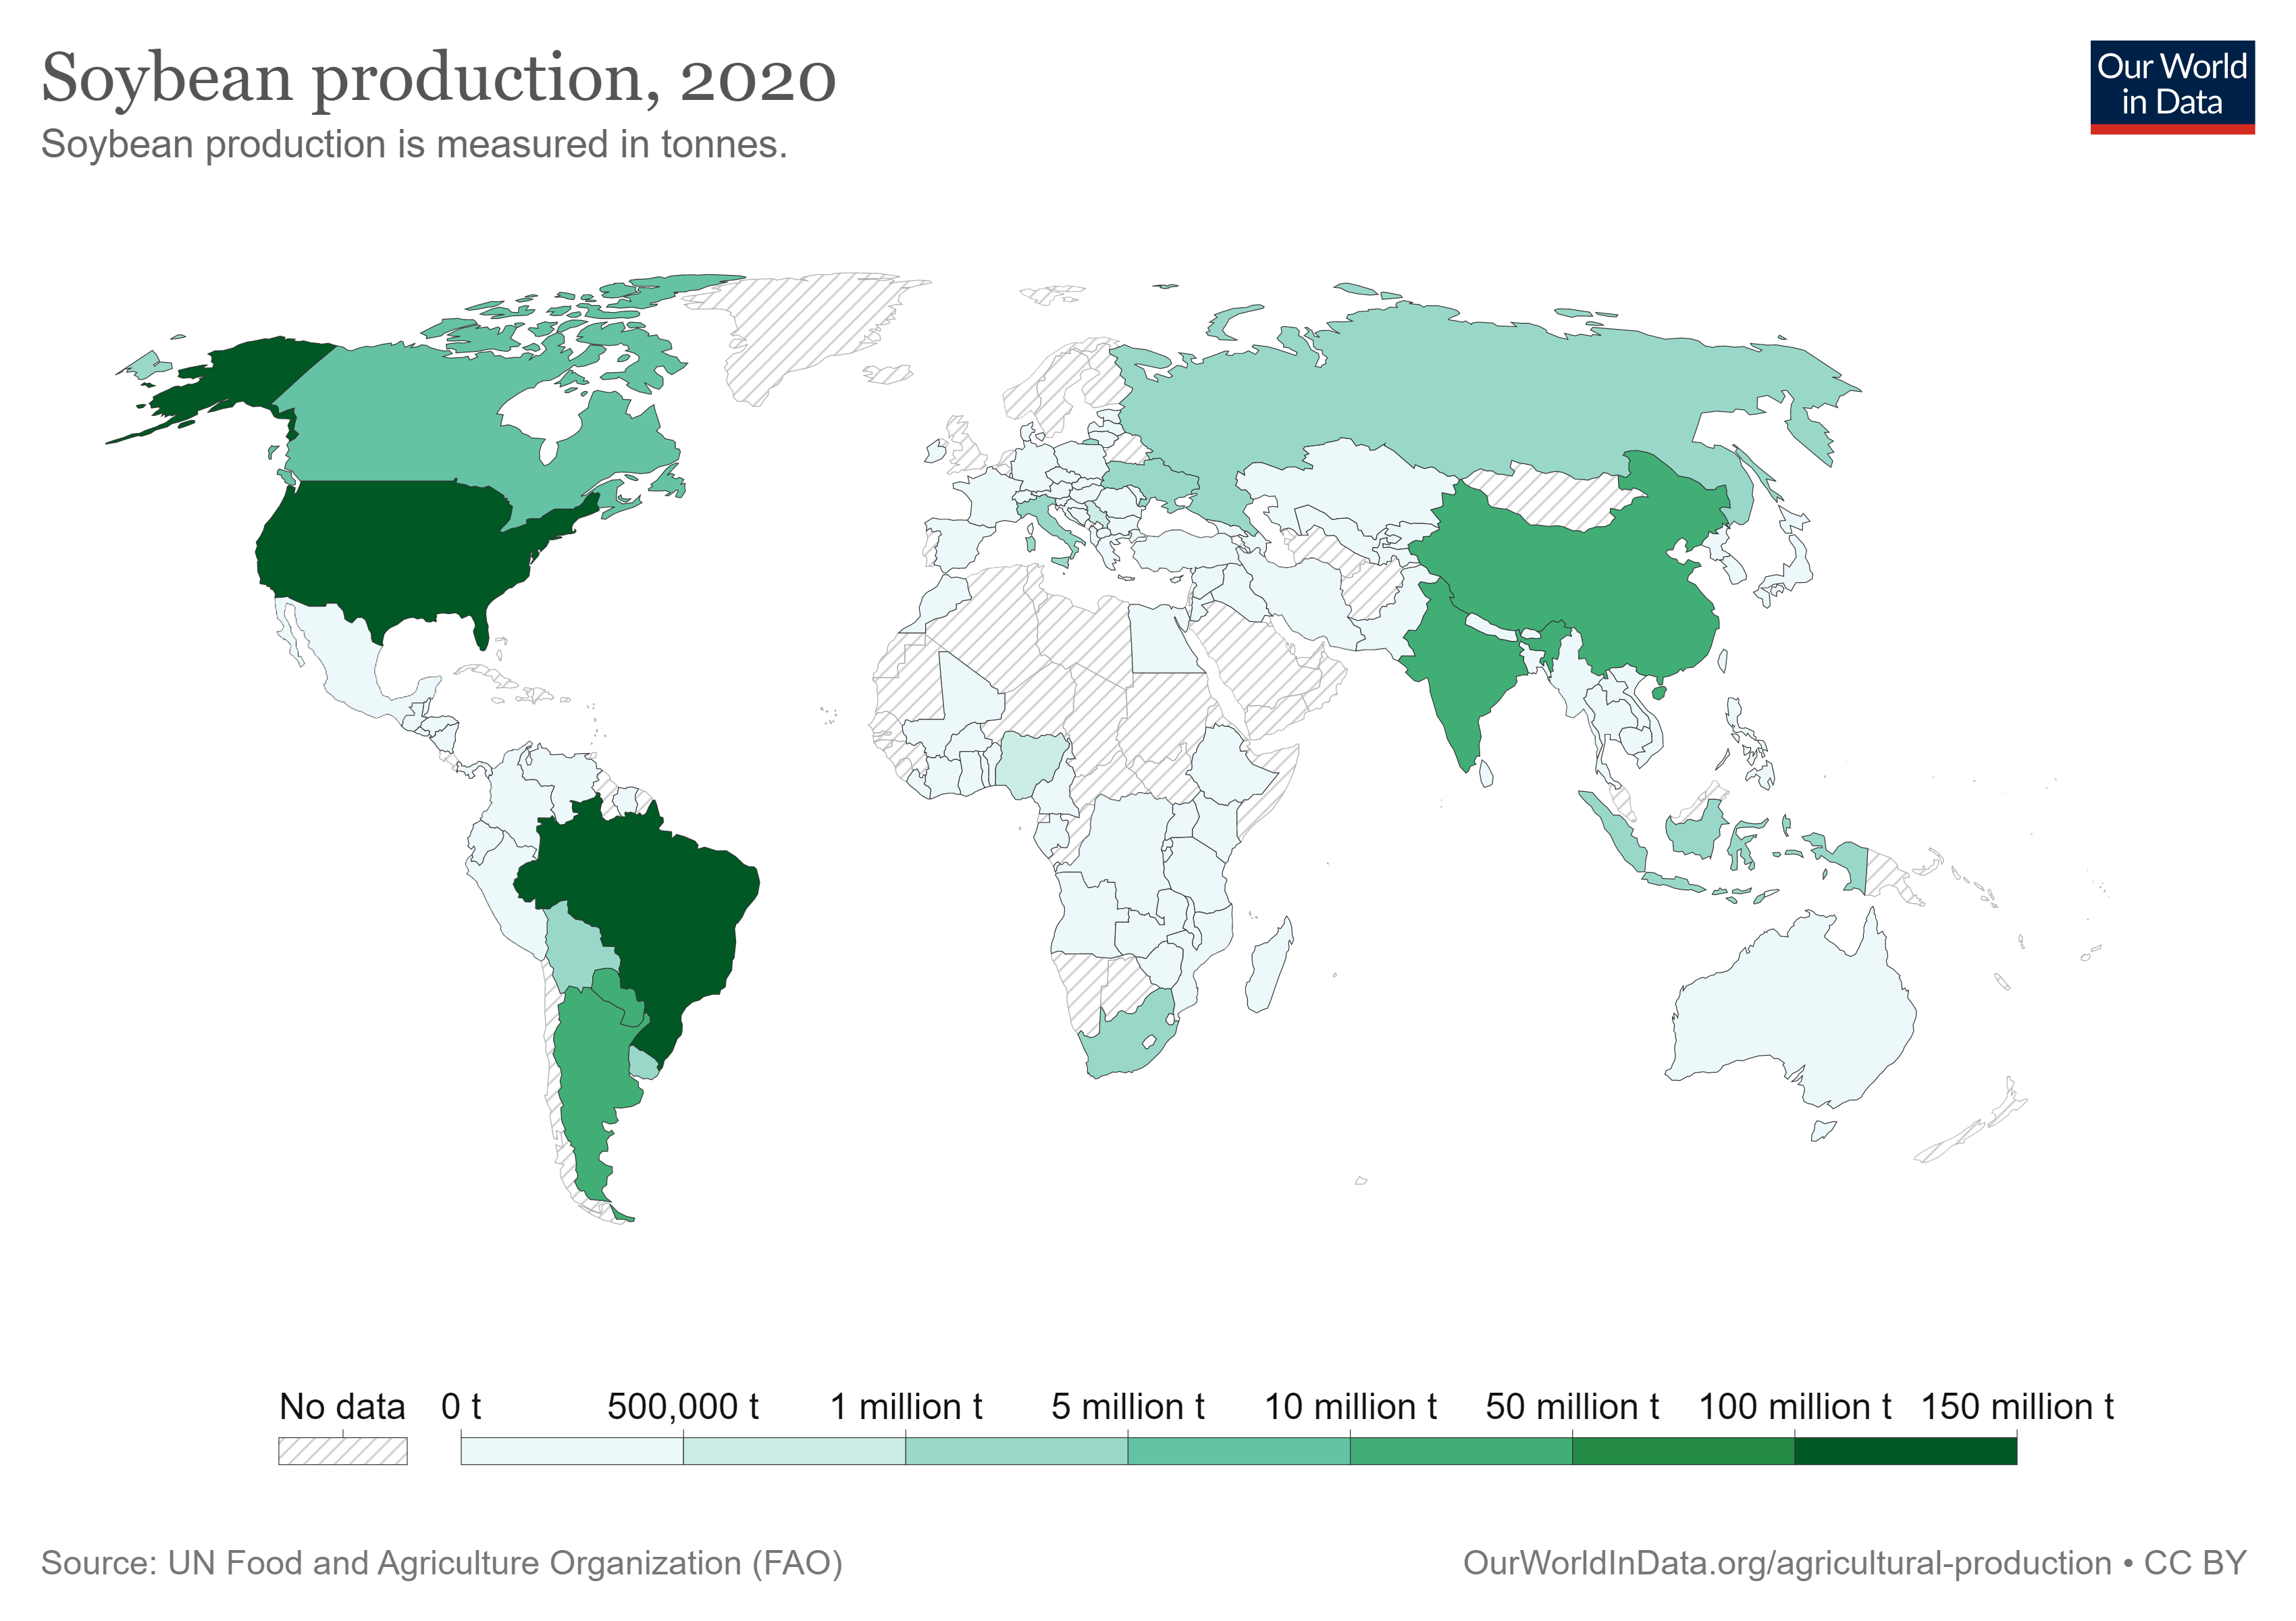 Soybean production, 2020
Soybean production is measured in tonnes.
Our World
in Data
No data
0 t
500,000 t
1 million t
5 million t
10 million t
50 million t
100 million t
150 million t
Source: UN Food and Agriculture Organization (FAO)
OurWorldInData.org/agricultural-production • CC BY